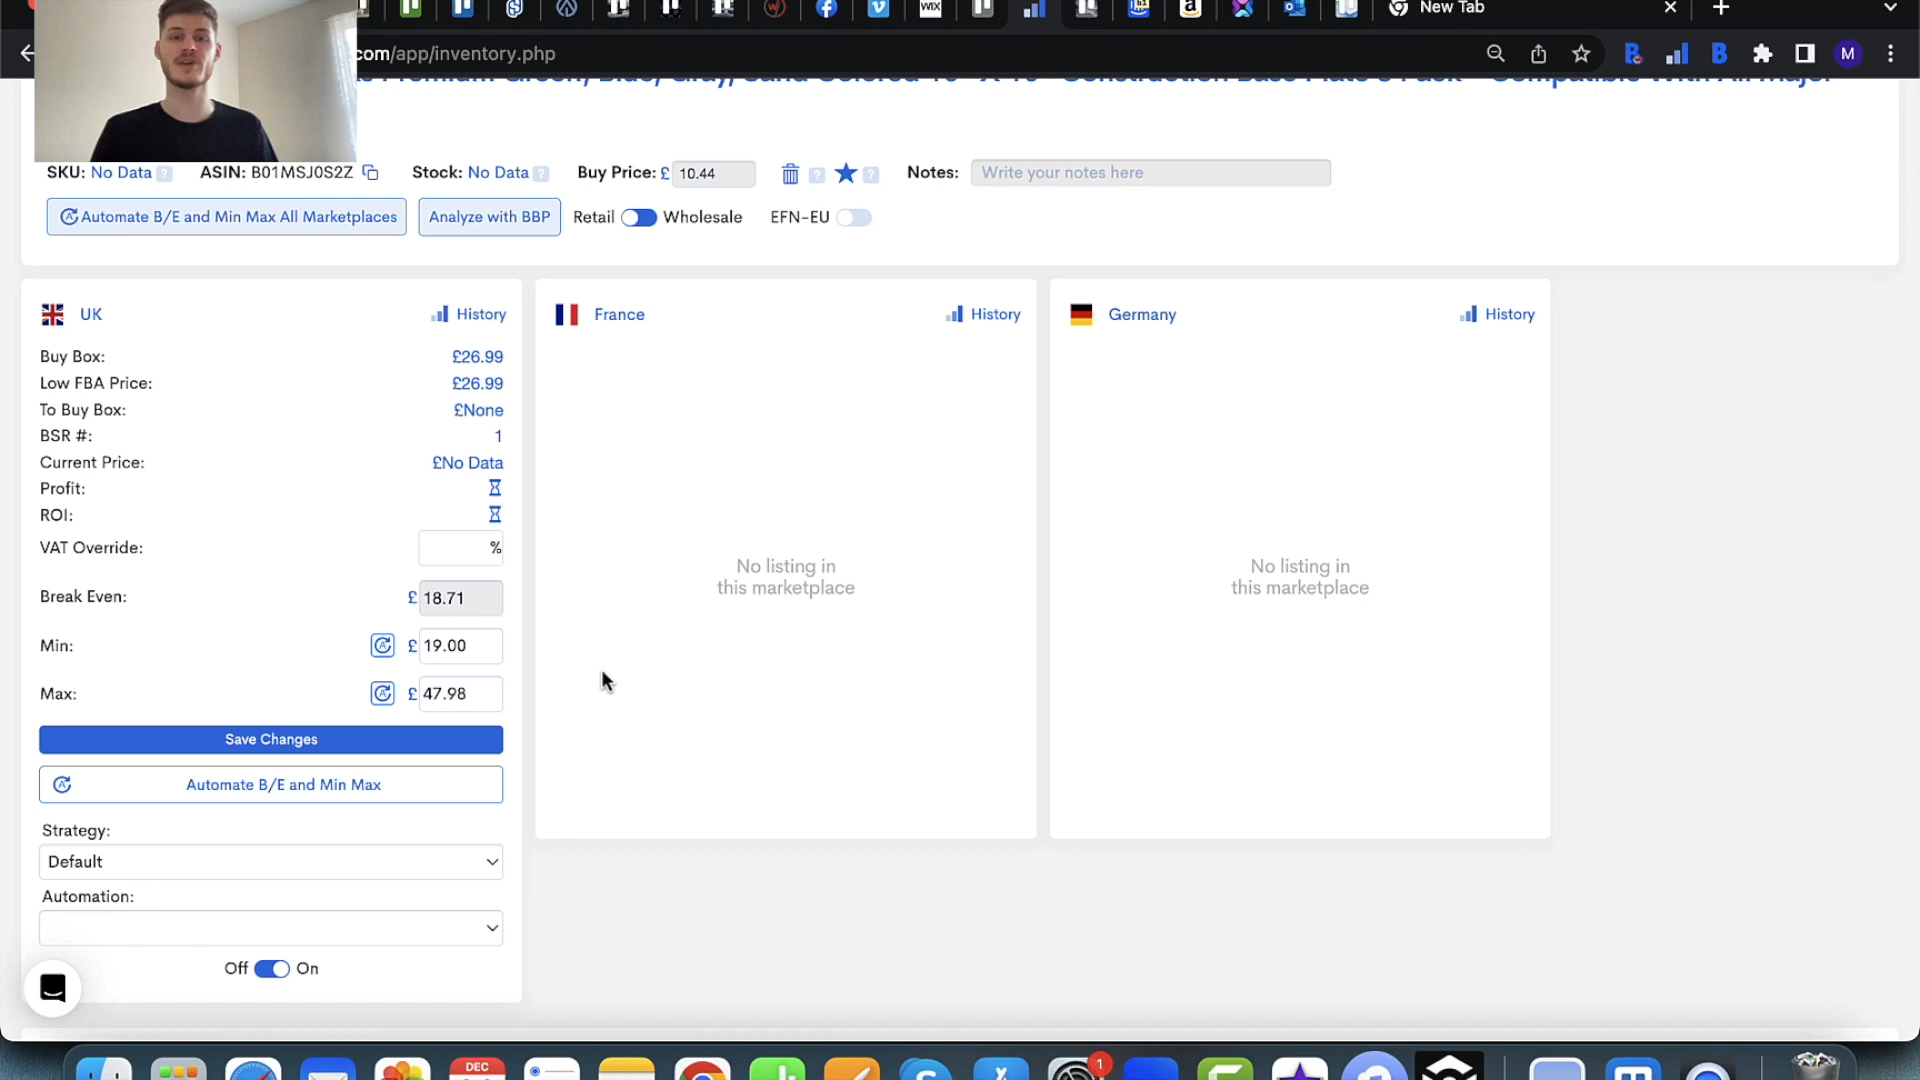 New Tab
com/app/inventory.php
M
SKU: No Data ?
ASIN: B01MSJ0S2Z
Stock: No Data ?
Buy Price: £ 10.44
? ?
Notes: Write your notes here
Automate B/E and Min Max All Marketplaces
Analyze with BBP
Retail Wholesale
EFN-EU
UK History
Buy Box: £26.99
Low FBA Price: £26.99
To Buy Box: £None
BSR #: 1
Current Price: £No Data
Profit:
ROI:
VAT Override: %
Break Even: £ 18.71
Min: £ 19.00
Max: £ 47.98
Save Changes
Automate B/E and Min Max
Strategy:
Default
Automation:
Off On
France History
No listing in
this marketplace
Germany History
No listing in
this marketplace
DEC
1